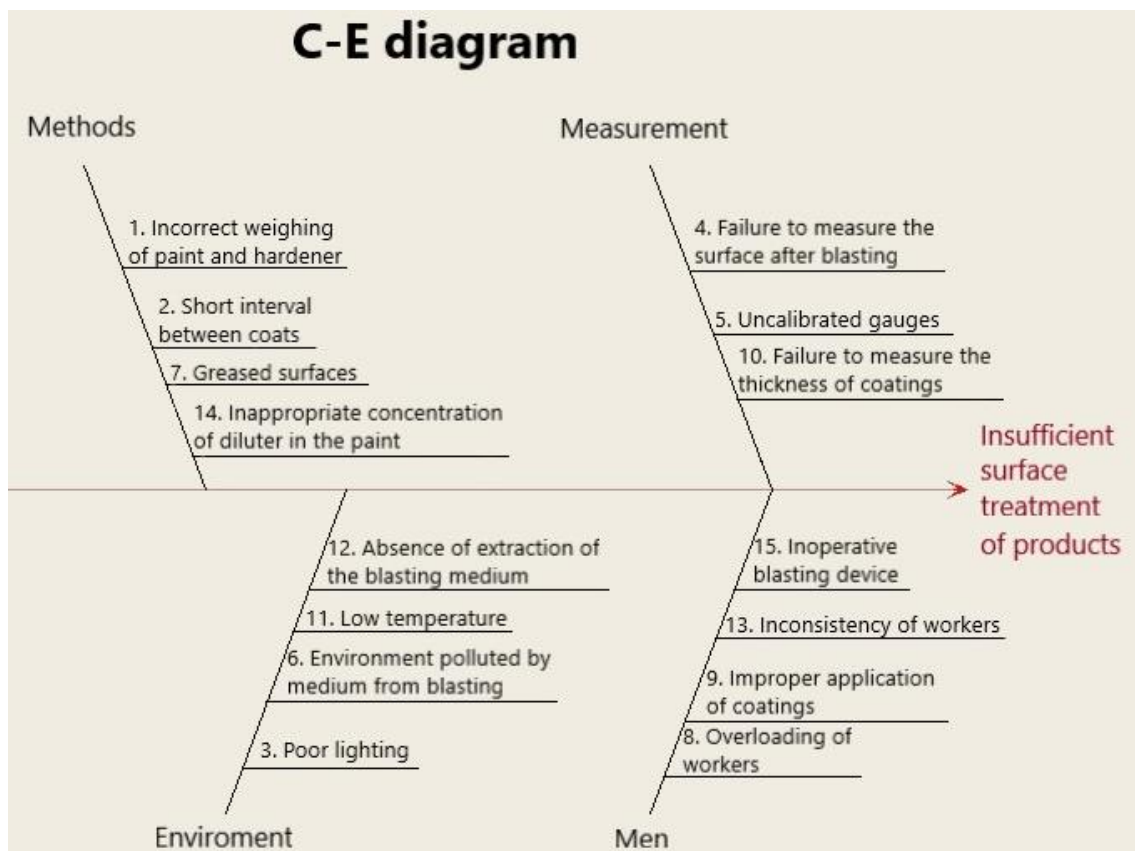 C-E diagram
Methods
1. Incorrect weighing
of paint and hardener
2. Short interval
between coats
7. Greased surfaces
14. Inappropriate concentration
of diluter in the paint
Measurement
4. Failure to measure the
surface after blasting
5. Uncalibrated gauges
10. Failure to measure the
thickness of coatings
Insufficient
surface
treatment
of products
12. Absence of extraction of
the blasting medium
11. Low temperature
6. Environment polluted by
medium from blasting
3. Poor lighting
Enviroment
15. Inoperative
blasting device
13. Inconsistency of workers
9. Improper application
of coatings
8. Overloading of
workers
Men